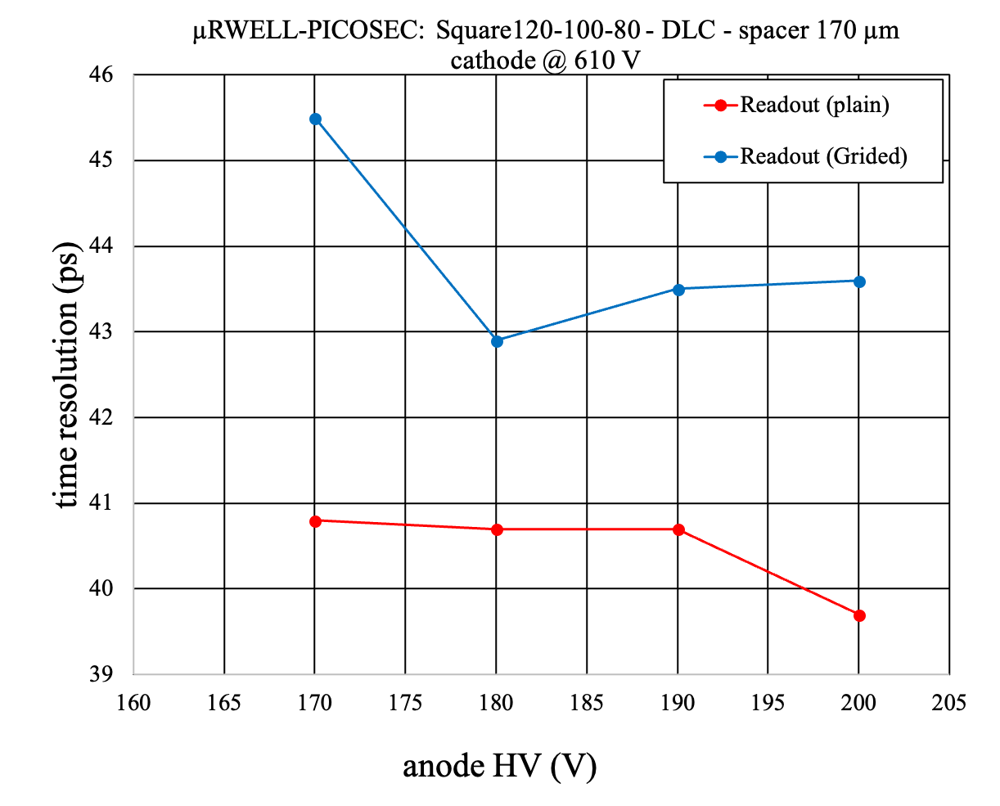 µRWELL-PICOSEC: Square120-100-80 - DLC - spacer 170 µm
cathode @ 610 V
Readout (plain)
Readout (Grided)
time resolution (ps)
46
45
44
43
42
41
40
39
160 165 170 175 180 185 190 195 200 205
anode HV (V)